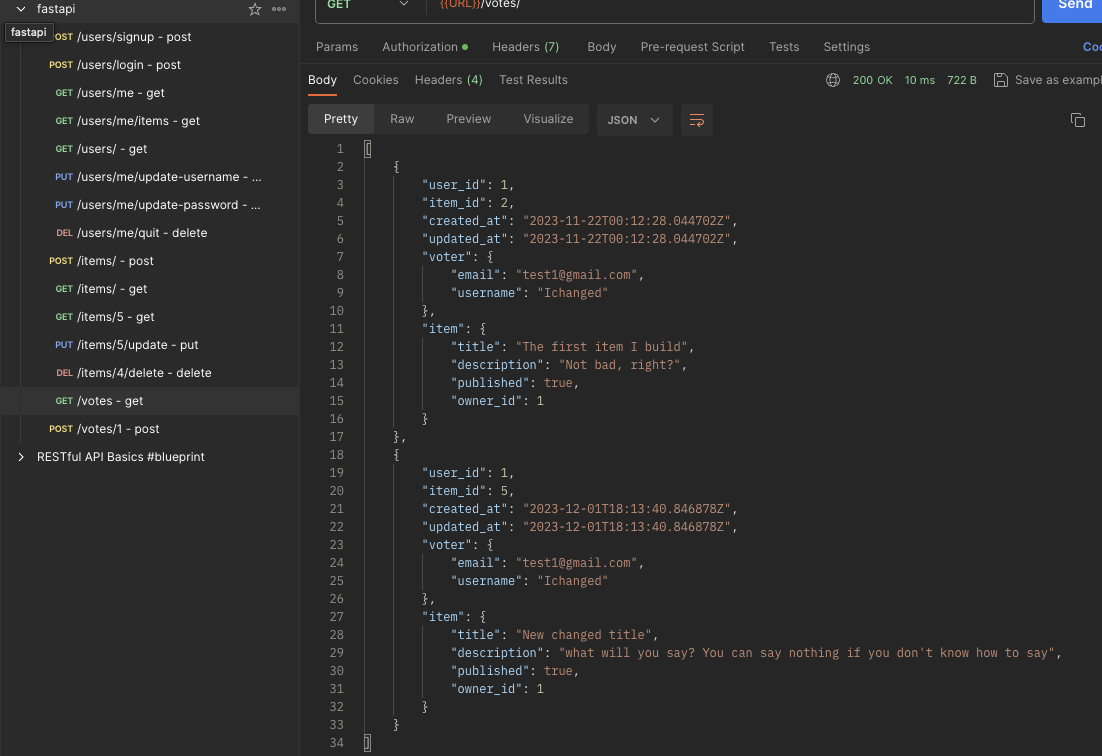 fastapi
fastapi
OST /users/signup - post
POST /users/login - post
GET /users/me - get
GET /users/me/items - get
GET /users/ - get
PUT /users/me/update-username - ...
PUT /users/me/update-password - ...
DEL /users/me/quit - delete
POST /items/ - post
GET /items/ - get
GET /items/5 - get
PUT /items/5/update - put
DEL /items/4/delete - delete
GET /votes - get
POST /votes/1 - post
RESTful API Basics #blueprint
GET {{URL}}/votes/ Send
Params Authorization Headers (7) Body Pre-request Script Tests Settings Coo
Body Cookies Headers (4) Test Results 200 OK 10 ms 722 B Save as exampl
Pretty Raw Preview Visualize JSON
1 [
2 {
3 "user_id": 1,
4 "item_id": 2,
5 "created_at": "2023-11-22T00:12:28.044702Z",
6 "updated_at": "2023-11-22T00:12:28.044702Z",
7 "voter": {
8 "email": "test1@gmail.com",
9 "username": "Ichanged"
10 },
11 "item": {
12 "title": "The first item I build",
13 "description": "Not bad, right?",
14 "published": true,
15 "owner_id": 1
16 }
17 },
18 {
19 "user_id": 1,
20 "item_id": 5,
21 "created_at": "2023-12-01T18:13:40.846878Z",
22 "updated_at": "2023-12-01T18:13:40.846878Z",
23 "voter": {
24 "email": "test1@gmail.com",
25 "username": "Ichanged"
26 },
27 "item": {
28 "title": "New changed title",
29 "description": "what will you say? You can say nothing if you don't know how to say",
30 "published": true,
31 "owner_id": 1
32 }
33 }
34 ]